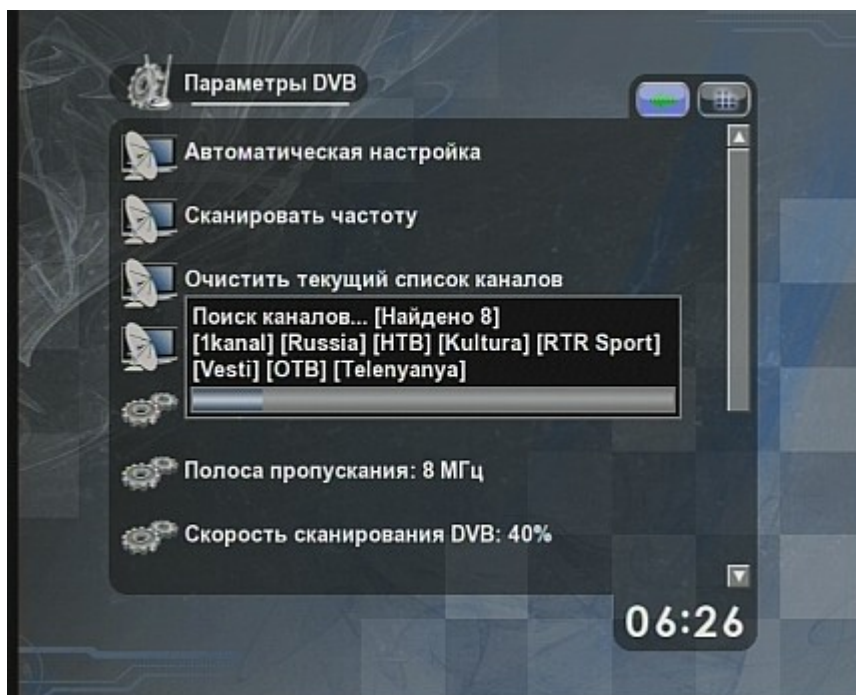 Параметры DVB
Автоматическая настройка
Сканировать частоту
Очистить текущий список каналов
Поиск каналов... [Найдено 8]
[1kanal] [Russia] [НТВ] [Kultura] [RTR Sport]
[Vesti] [ОТВ] [Telenyanya]
Полоса пропускания: 8 МГц
Скорость сканирования DVB: 40%
06:26